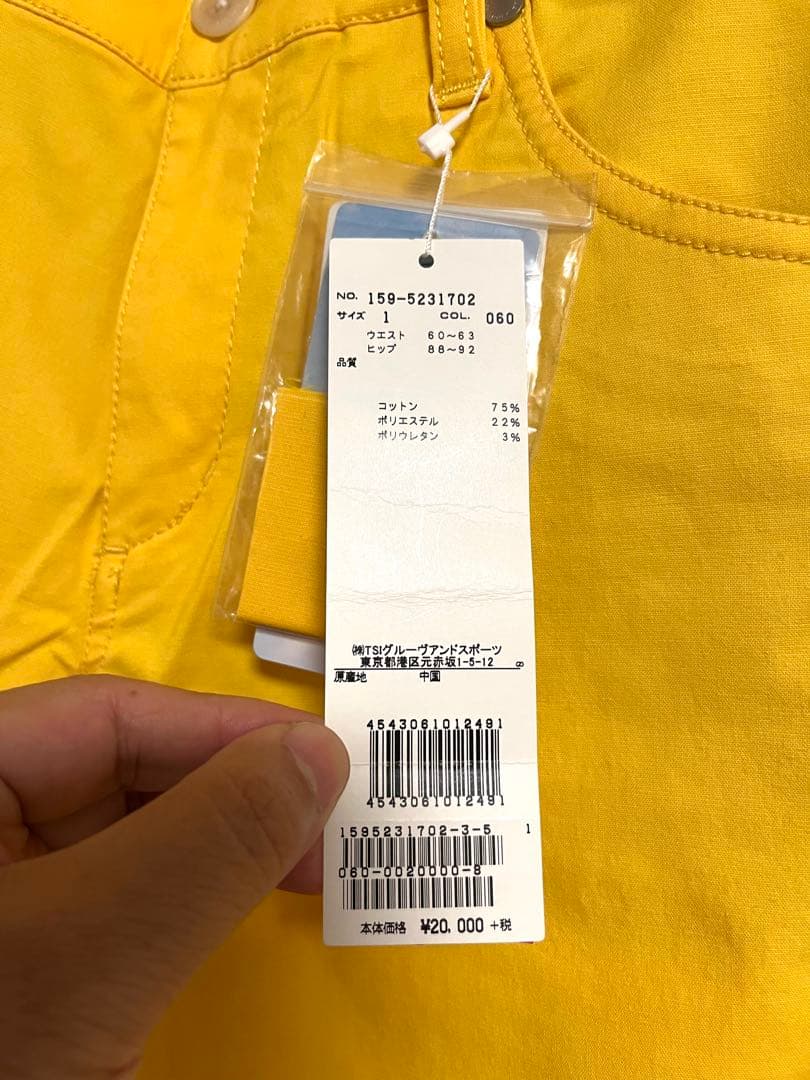 NO. 159-5231702
サイズ 1 COL. 060
ウエスト 60〜63
ヒップ 88〜92
品質
コットン 75%
ポリエステル 22%
ポリウレタン 3%
㈱TSIグルーヴアンドスポーツ
東京都港区元赤坂1-5-12 8
原産地 中国
4543061012491
4543061012491
1595231702-3-5 1
060-0020000-8
本体価格 ¥20,000 +税